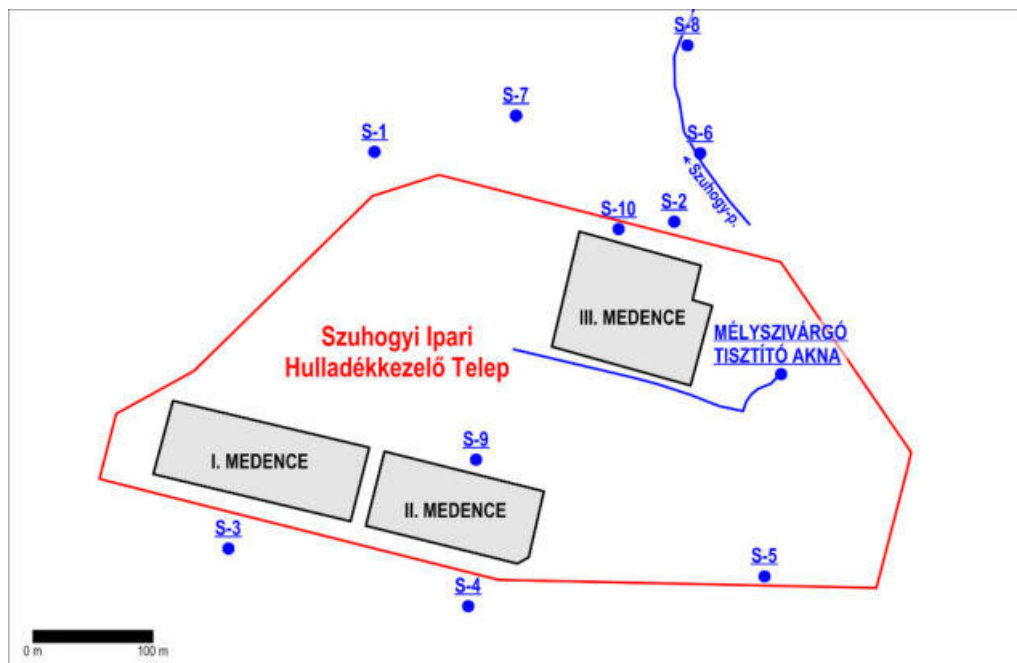 S-8
S-7
S-1
S-6
Szuhogy-p.
S-2
S-10
III. MEDENCE
MÉLYSZIVÁRGÓ
TISZTÍTÓ AKNA
Szuhogyi Ipari
Hulladékkezelő Telep
S-9
I. MEDENCE
II. MEDENCE
S-3
S-5
S-4
0 m 100 m